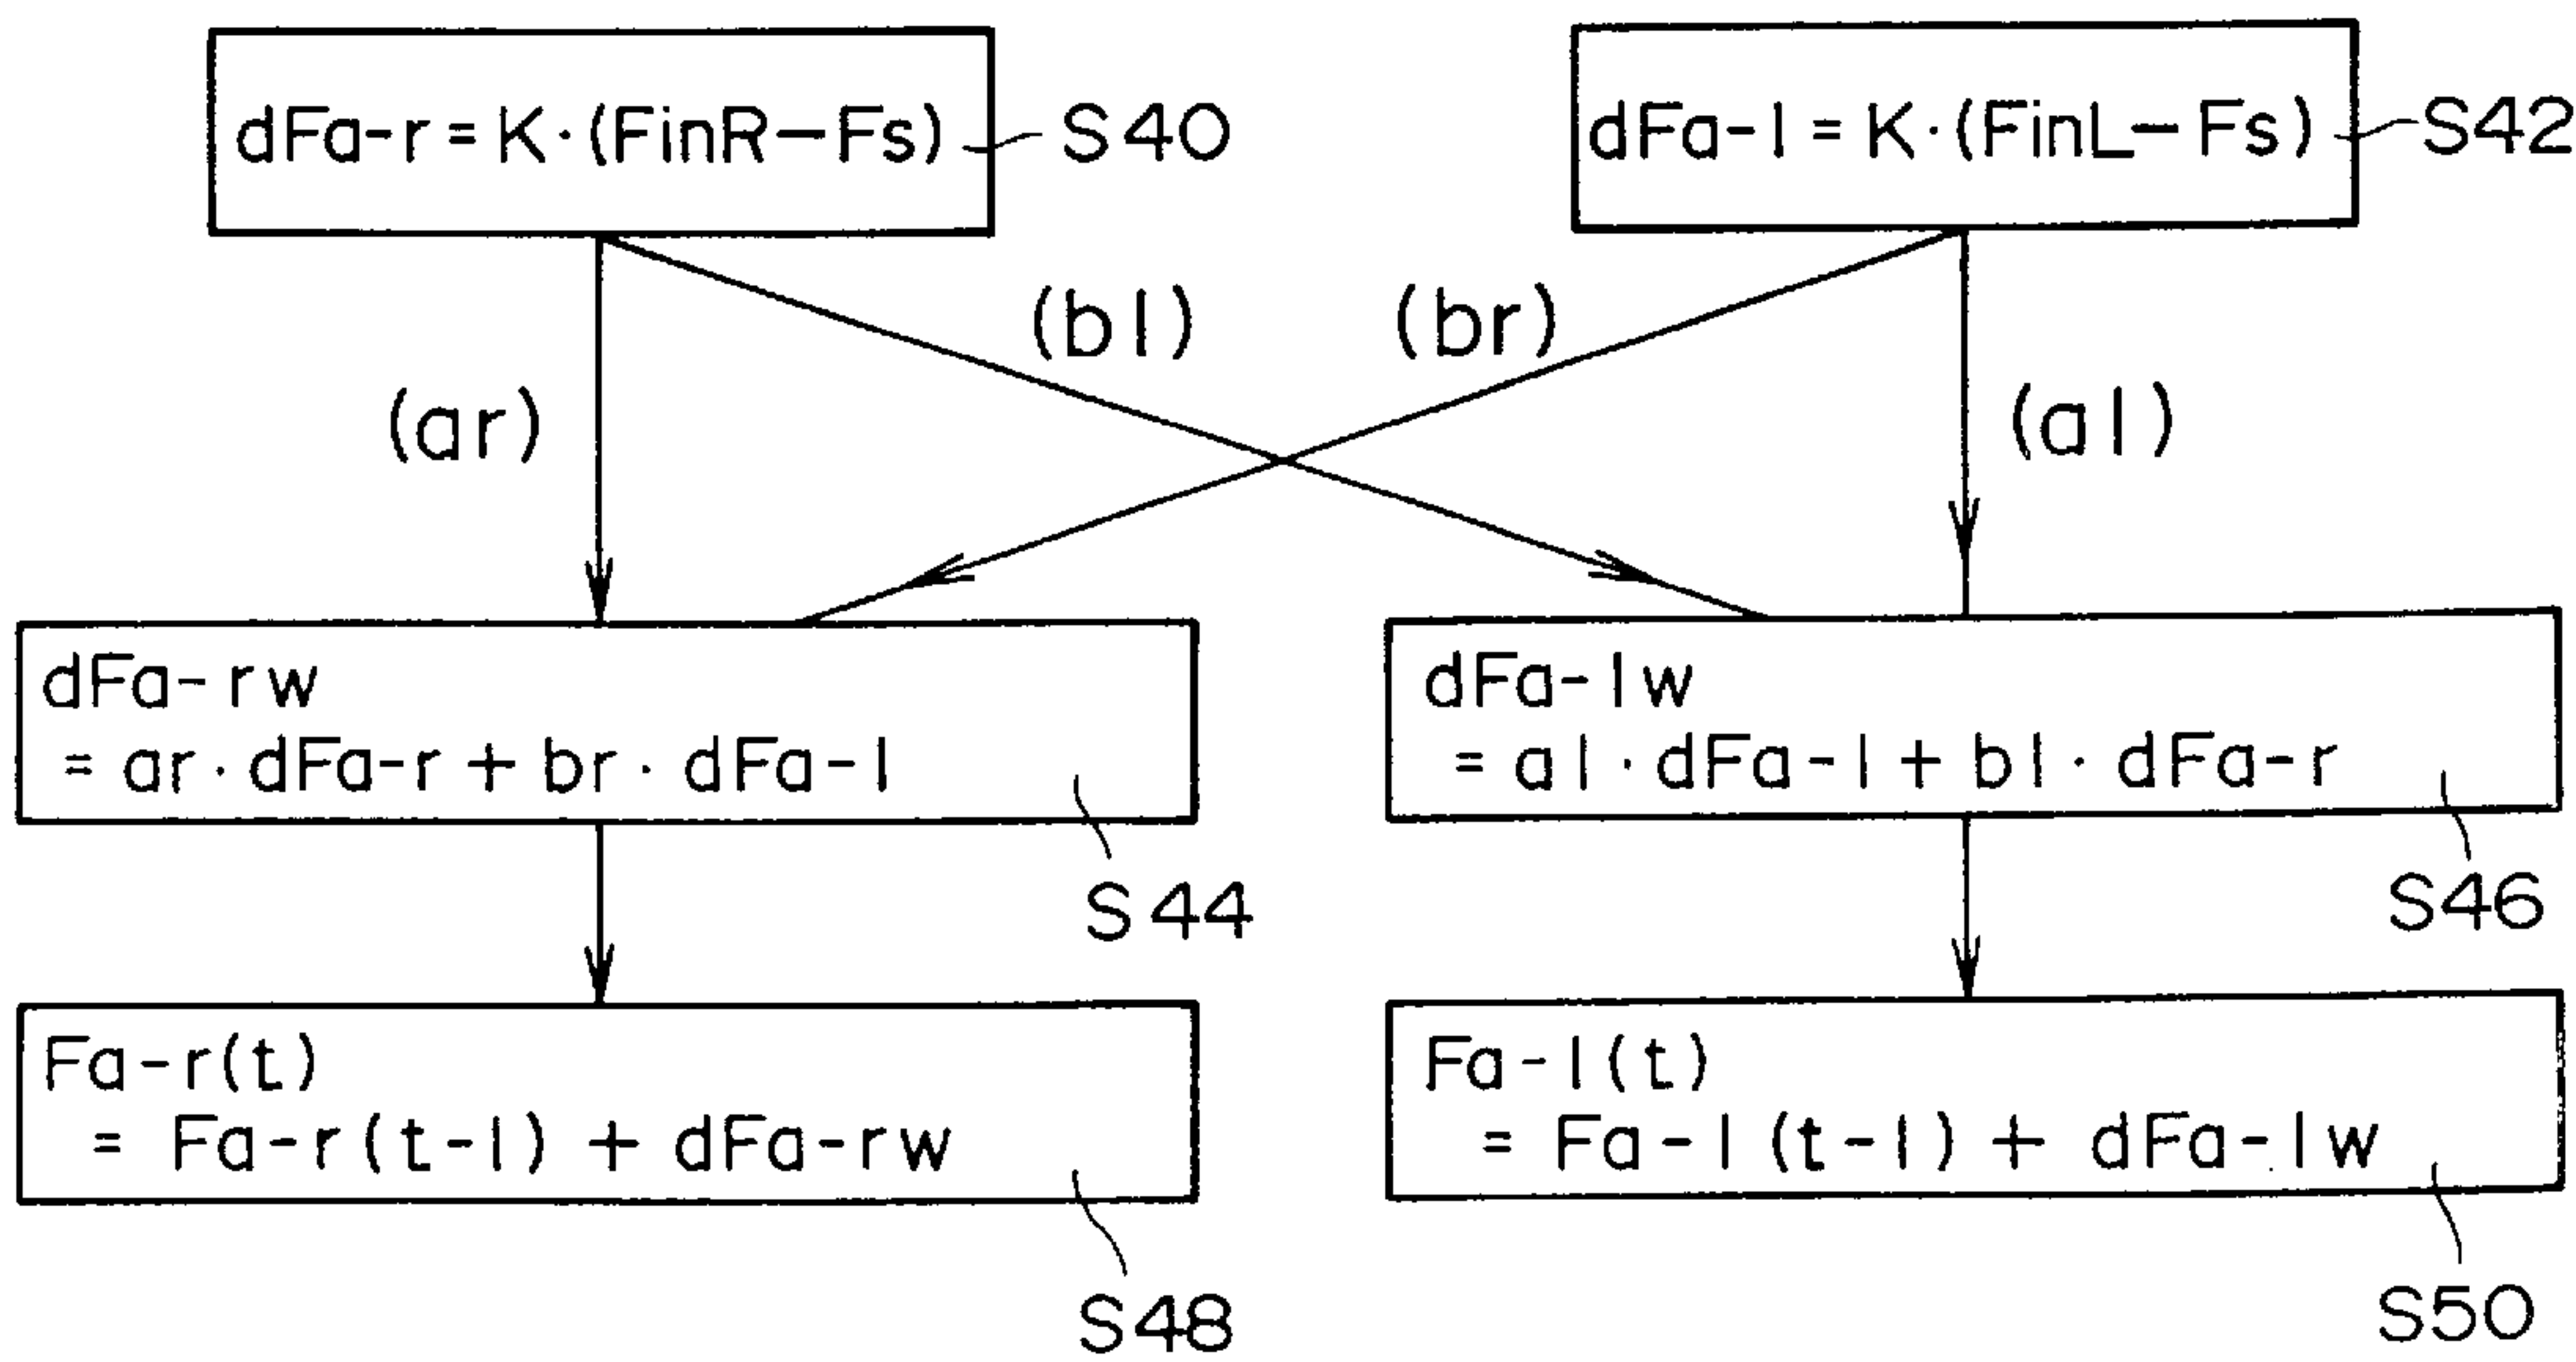 dFa-r = K·(FinR-Fs)
S40
dFa-l = K·(FinL-Fs)
S42
(bl)
(br)
(ar)
(al)
dFa-rw
= ar·dFa-r + br·dFa-l
S44
dFa-lw
= al·dFa-l + bl·dFa-r
S46
Fa-r(t)
= Fa-r(t-1) + dFa-rw
S48
Fa-l(t)
= Fa-l(t-1) + dFa-lw
S50